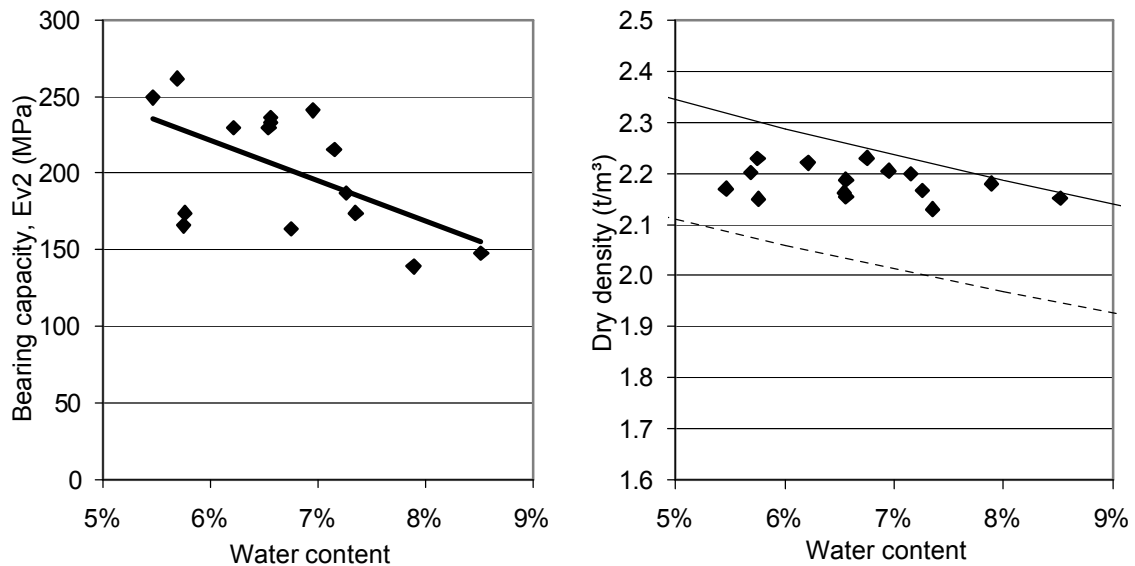 Bearing capacity, Ev2 (MPa)
300
250
200
150
100
50
0
5% 6% 7% 8% 9%
Water content
Dry density (t/m³)
2.5
2.4
2.3
2.2
2.1
2.0
1.9
1.8
1.7
1.6
5% 6% 7% 8% 9%
Water content